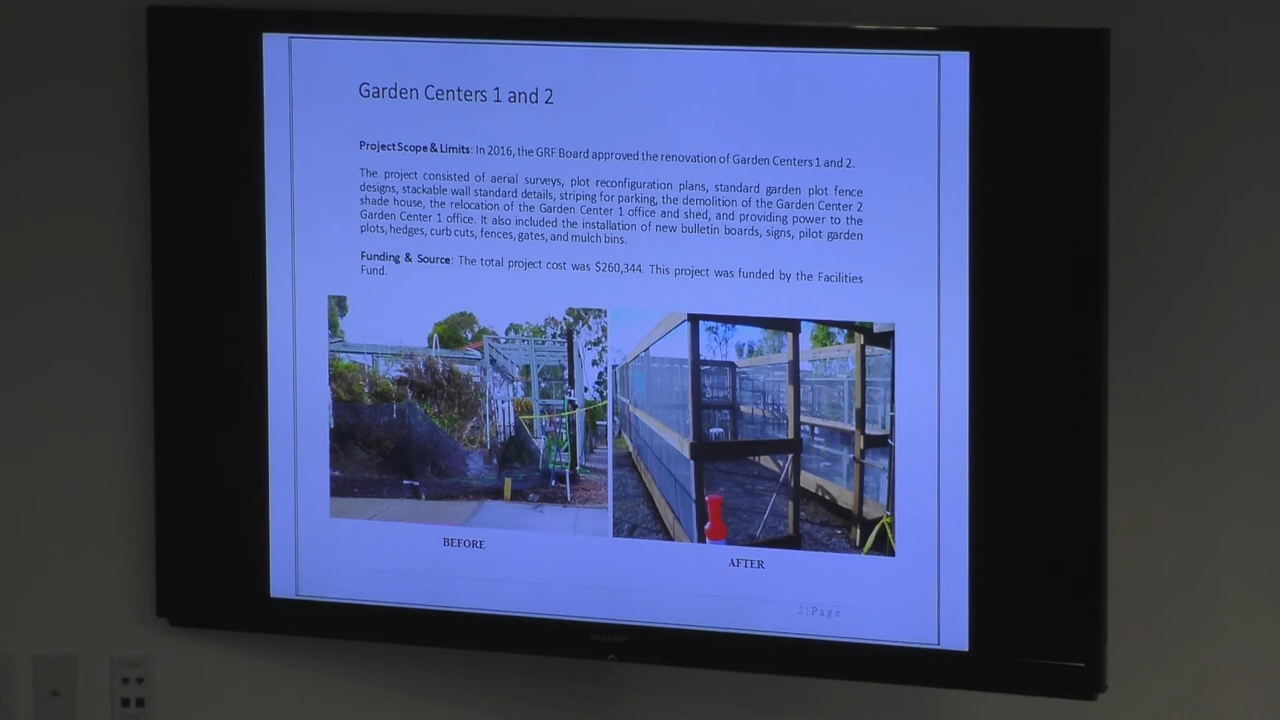 Garden Centers 1 and 2
Project Scope & Limits: In 2016, the GRF Board approved the renovation of Garden Centers 1 and 2.
The project consisted of aerial surveys, plot reconfiguration plans, standard garden plot fence
designs, stackable wall standard details, striping for parking, the demolition of the Garden Center 2
shade house, the relocation of the Garden Center 1 office and shed, and providing power to the
Garden Center 1 office. It also included the installation of new bulletin boards, signs, pilot garden
plots, hedges, curb cuts, fences, gates, and mulch bins.
Funding & Source: The total project cost was $260,344. This project was funded by the Facilities
Fund.
BEFORE
AFTER
2 | Page
SHARP